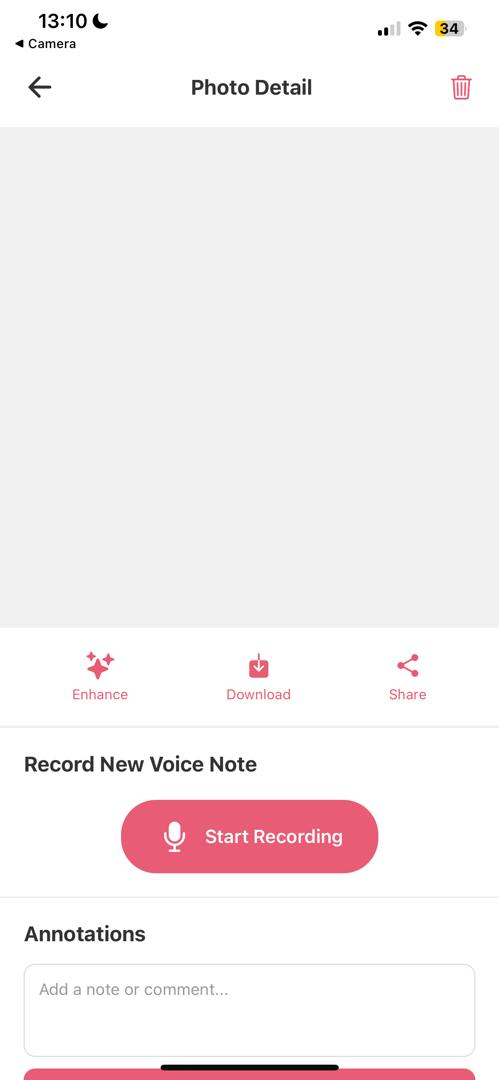 13:10
34
◀ Camera
Photo Detail
Enhance
Download
Share
Record New Voice Note
Start Recording
Annotations
Add a note or comment...